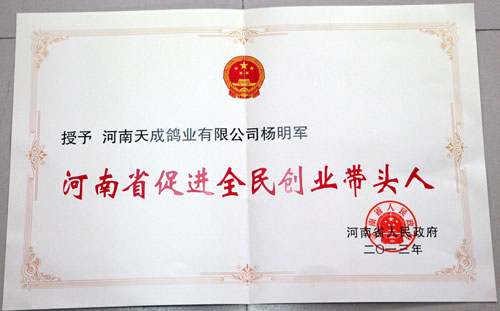 授予 河南天成鸽业有限公司杨明军
河南省促进全民创业带头人
河南省人民政府
二〇一二年